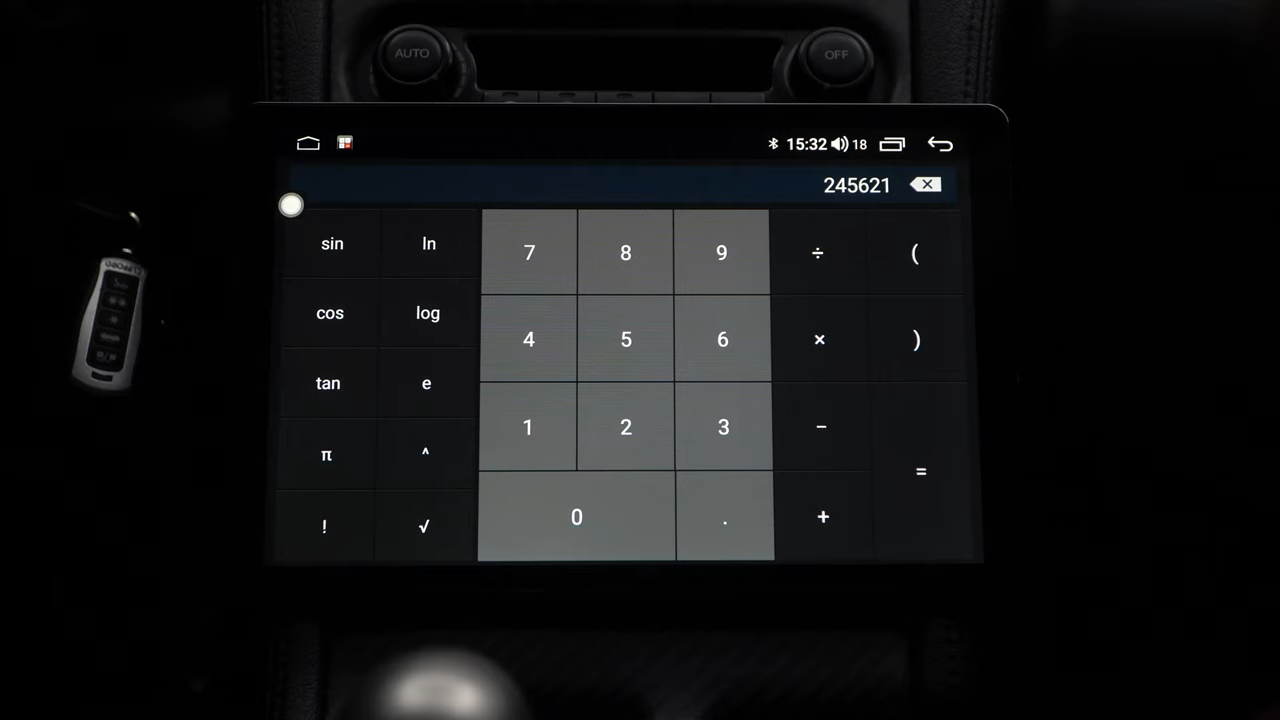 AUTO OFF
15:32 18
245621
sin ln 7 8 9 ÷ (
cos log 4 5 6 × )
tan e 1 2 3 −
π ^ =
! √ 0 . +